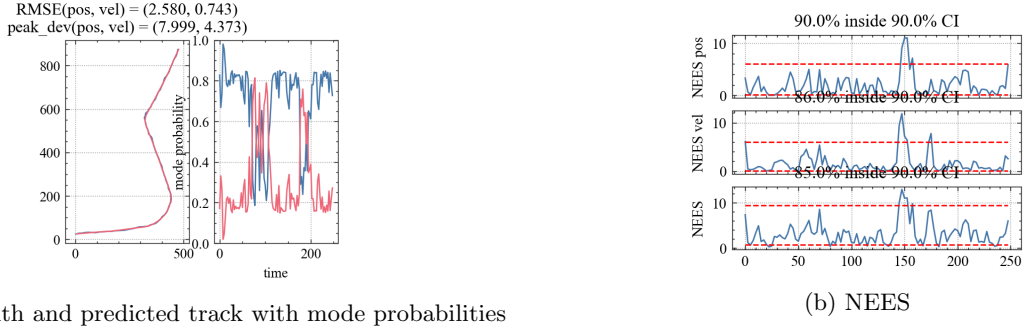 RMSE(pos, vel) = (2.580, 0.743)
peak_dev(pos, vel) = (7.999, 4.373)
800
600
400
200
0
0
500
mode probability
1.0
0.8
0.6
0.4
0.2
0.0
0
200
time
th and predicted track with mode probabilities
90.0% inside 90.0% CI
NEES pos
10
0
86.0% inside 90.0% CI
NEES vel
10
0
85.0% inside 90.0% CI
NEES
10
0
0 50 100 150 200 250
(b) NEES